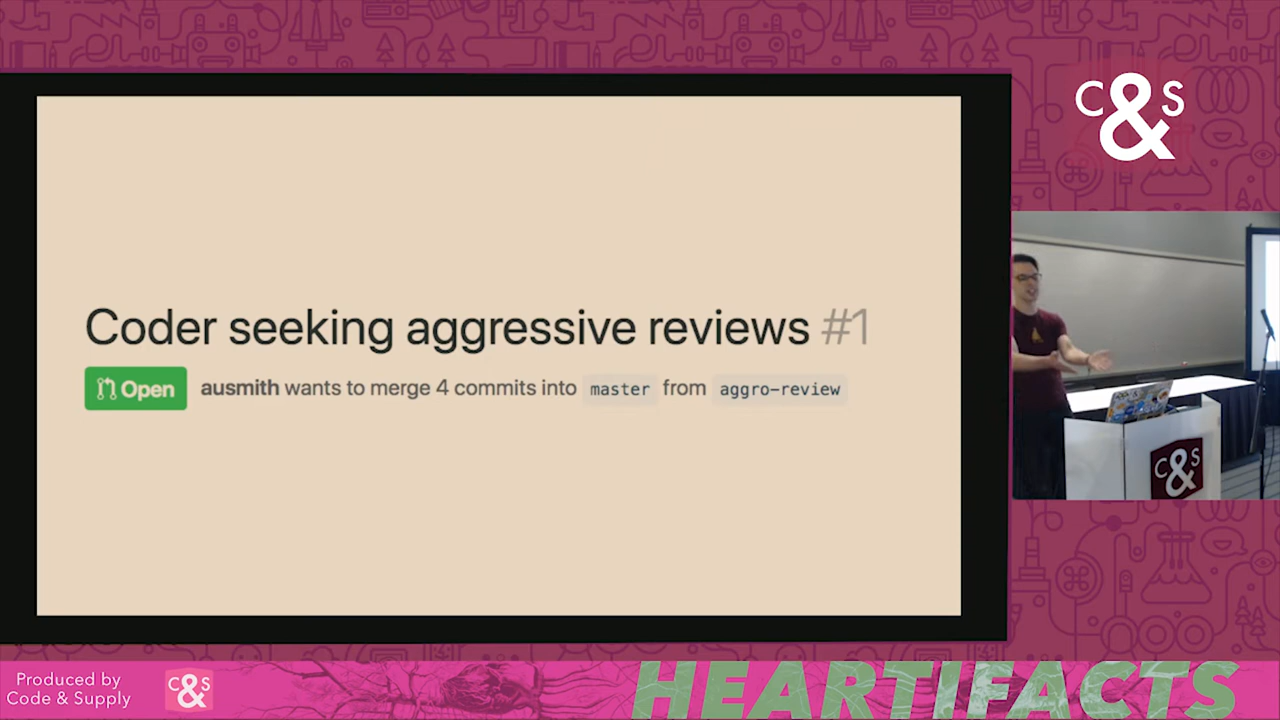 C&S
Coder seeking aggressive reviews #1
Open ausmith wants to merge 4 commits into master from aggro-review
C&S
Produced by
Code & Supply
C&S
HEARTIFACTS